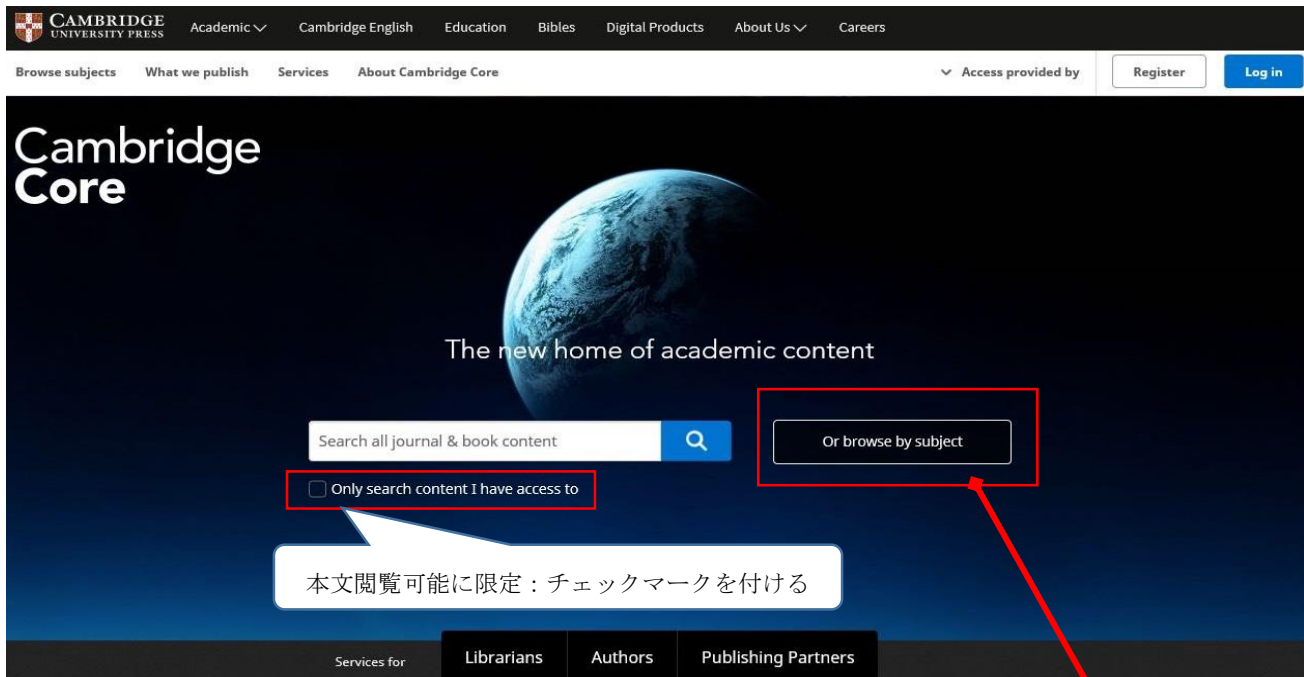 CAMBRIDGE
UNIVERSITY PRESS
Academic Cambridge English Education Bibles Digital Products About Us Careers
Browse subjects What we publish Services About Cambridge Core Access provided by Register Log in
Cambridge
Core
The new home of academic content
Search all journal & book content
Or browse by subject
Only search content I have access to
本文閲覧可能に限定：チェックマークを付ける
Services for Librarians Authors Publishing Partners